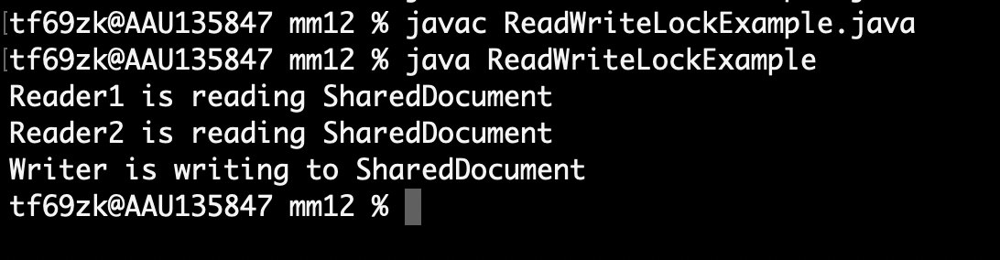 [tf69zk@AAU135847 mm12 % javac ReadWriteLockExample.java
[tf69zk@AAU135847 mm12 % java ReadWriteLockExample
Reader1 is reading SharedDocument
Reader2 is reading SharedDocument
Writer is writing to SharedDocument
tf69zk@AAU135847 mm12 %